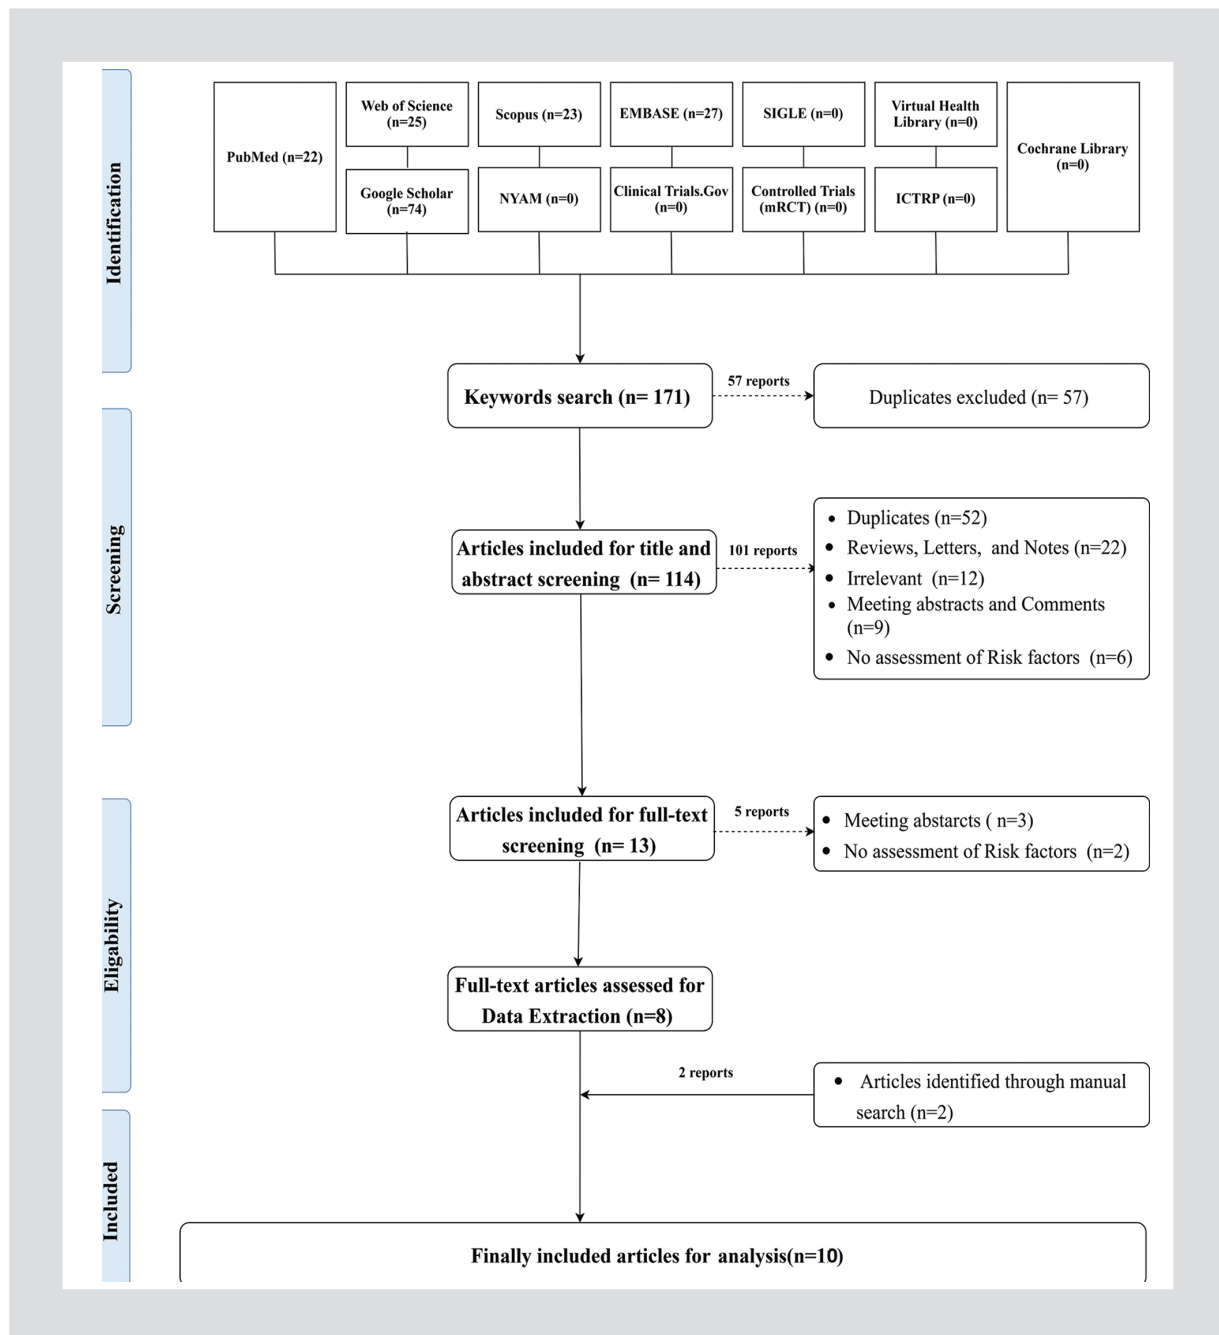 Identification
PubMed (n=22)
Web of Science
(n=25)
Google Scholar
(n=74)
Scopus (n=23)
NYAM (n=0)
EMBASE (n=27)
Clinical Trials.Gov
(n=0)
SIGLE (n=0)
Controlled Trials
(mRCT) (n=0)
Virtual Health
Library (n=0)
ICTRP (n=0)
Cochrane Library
(n=0)
Keywords search (n= 171)
57 reports
Duplicates excluded (n= 57)
Screening
Articles included for title and
abstract screening (n= 114)
101 reports
• Duplicates (n=52)
• Reviews, Letters, and Notes (n=22)
• Irrelevant (n=12)
• Meeting abstracts and Comments
(n=9)
• No assessment of Risk factors (n=6)
Eligability
Articles included for full-text
screening (n= 13)
5 reports
• Meeting abstarcts ( n=3)
• No assessment of Risk factors (n=2)
Full-text articles assessed for
Data Extraction (n=8)
2 reports
• Articles identified through manual
search (n=2)
Included
Finally included articles for analysis(n=10)